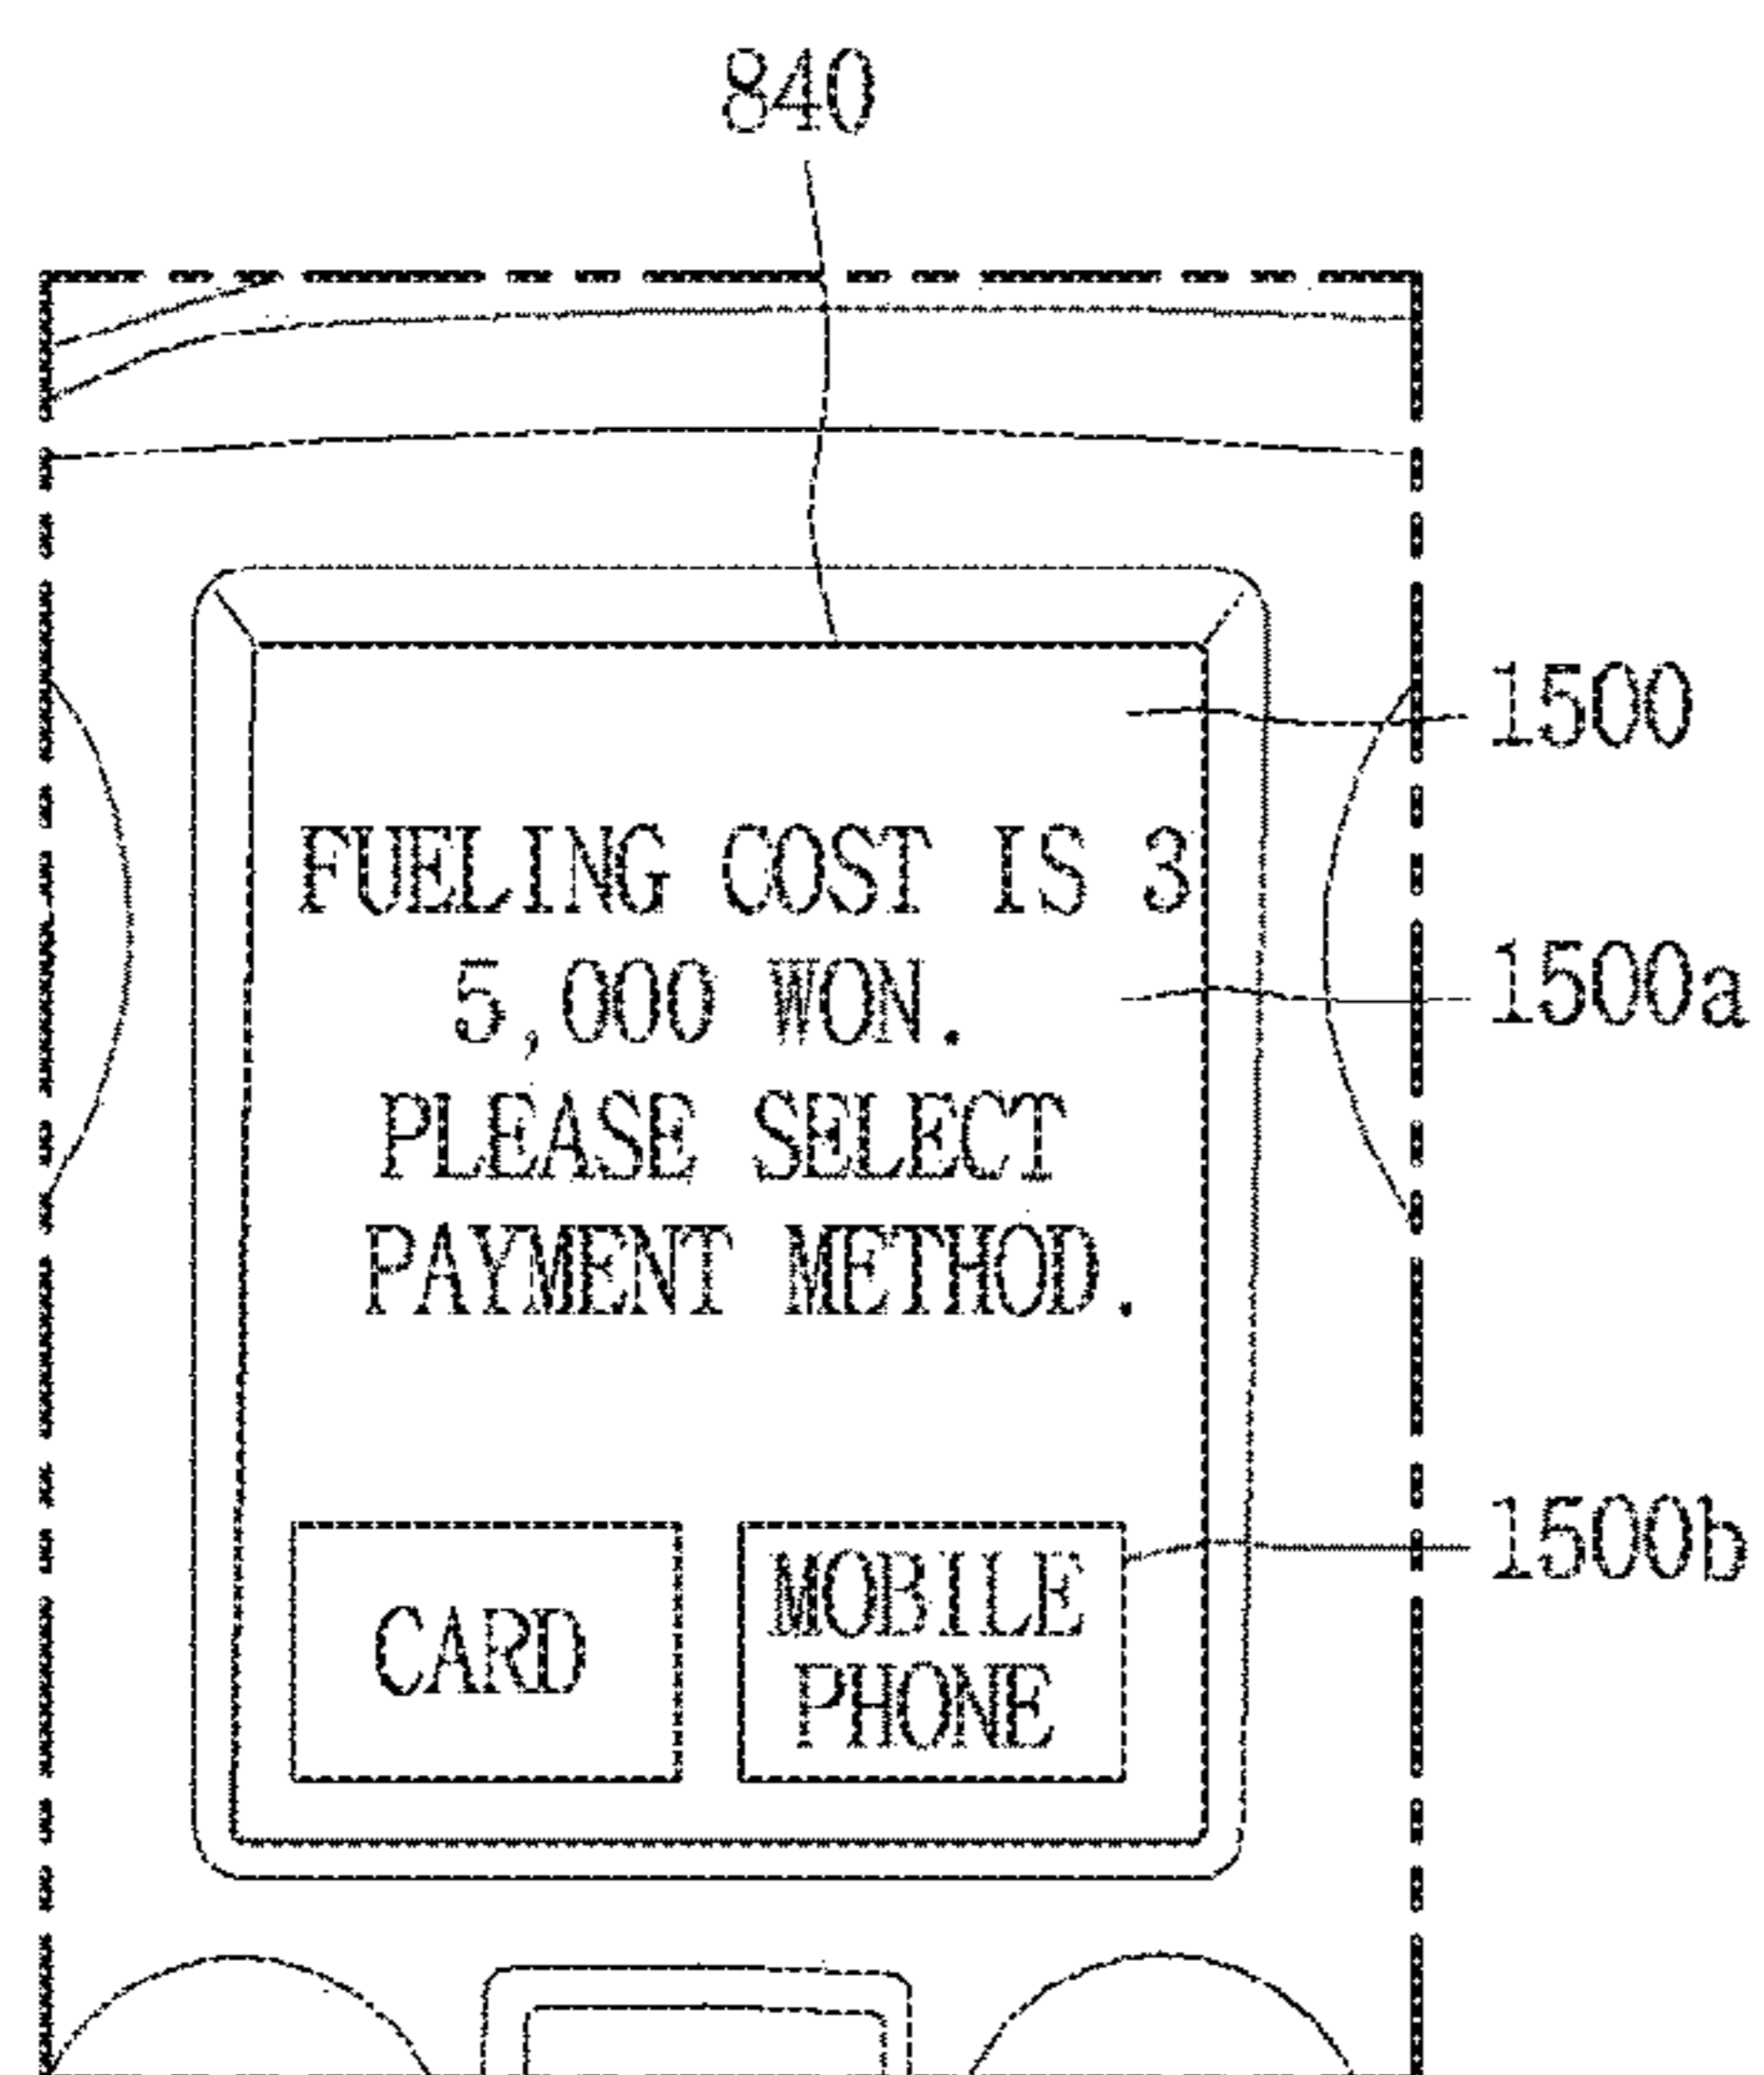 840
1500
FUELING COST IS 3
5,000 WON.
1500a
PLEASE SELECT
PAYMENT METHOD.
1500b
CARD
MOBILE
PHONE